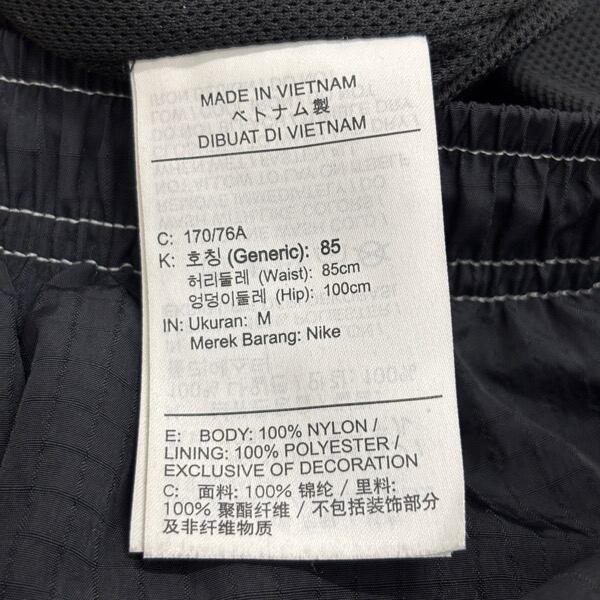 MADE IN VIETNAM
ベトナム製
DIBUAT DI VIETNAM
C: 170/76A
K: 호칭 (Generic): 85
허리둘레 (Waist): 85cm
엉덩이둘레 (Hip): 100cm
IN: Ukuran: M
Merek Barang: Nike
E: BODY: 100% NYLON /
LINING: 100% POLYESTER /
EXCLUSIVE OF DECORATION
C: 面料: 100% 锦纶 / 里料:
100% 聚酯纤维 / 不包括装饰部分
及非纤维物质